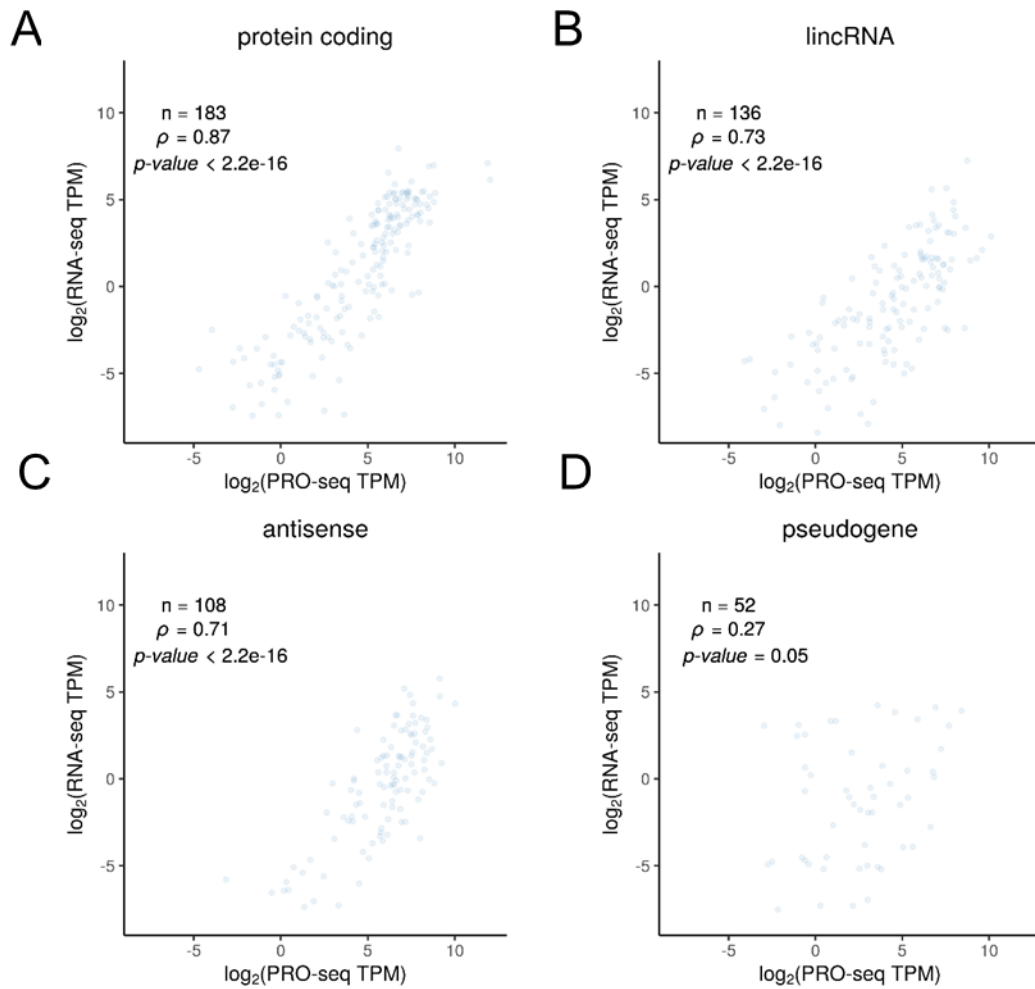 A
protein coding
n = 183
ρ = 0.87
p-value < 2.2e-16
10
5
0
-5
log₂(RNA-seq TPM)
-5 0 5 10
log₂(PRO-seq TPM)
B
lincRNA
n = 136
ρ = 0.73
p-value < 2.2e-16
10
5
0
-5
log₂(RNA-seq TPM)
-5 0 5 10
log₂(PRO-seq TPM)
C
antisense
n = 108
ρ = 0.71
p-value < 2.2e-16
10
5
0
-5
log₂(RNA-seq TPM)
-5 0 5 10
log₂(PRO-seq TPM)
D
pseudogene
n = 52
ρ = 0.27
p-value = 0.05
10
5
0
-5
log₂(RNA-seq TPM)
-5 0 5 10
log₂(PRO-seq TPM)